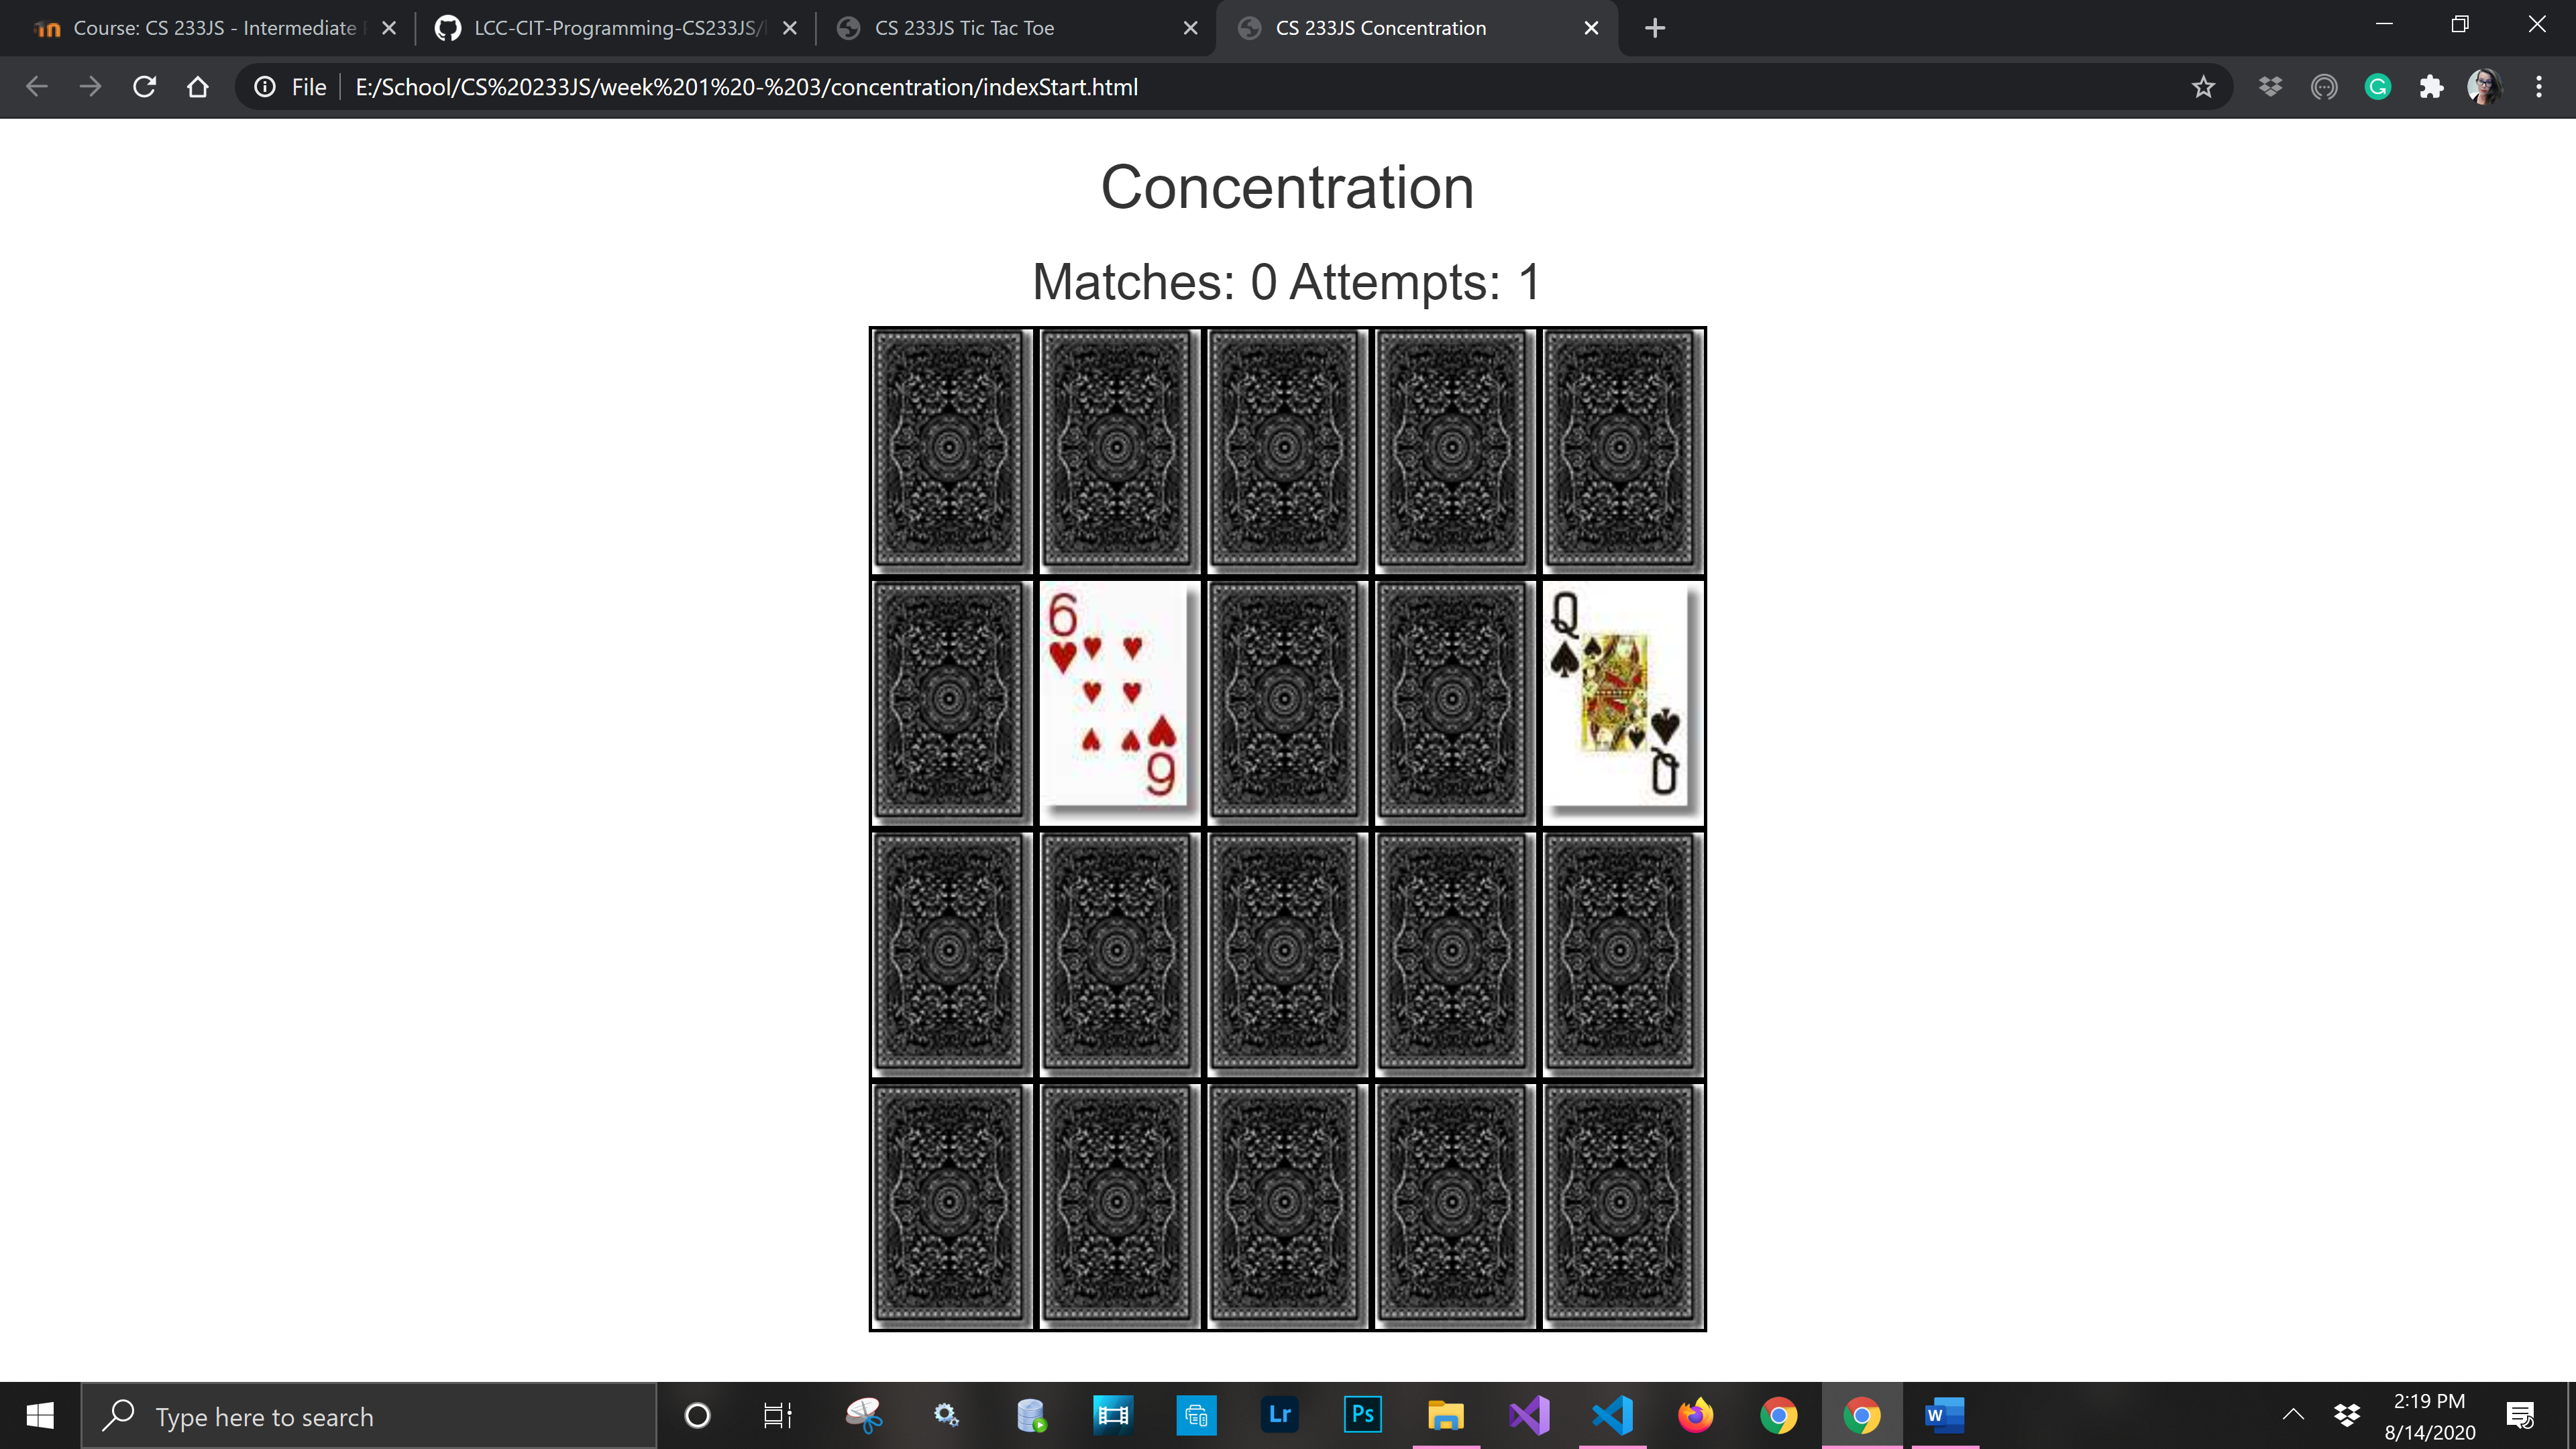 Course: CS 233JS - Intermediate
LCC-CIT-Programming-CS233JS/
CS 233JS Tic Tac Toe
CS 233JS Concentration
File
E:/School/CS%20233JS/week%201%20-%203/concentration/indexStart.html
Concentration
Matches: 0 Attempts: 1
6
6
Q
Q
Type here to search
Lr
Ps
W
2:19 PM
8/14/2020